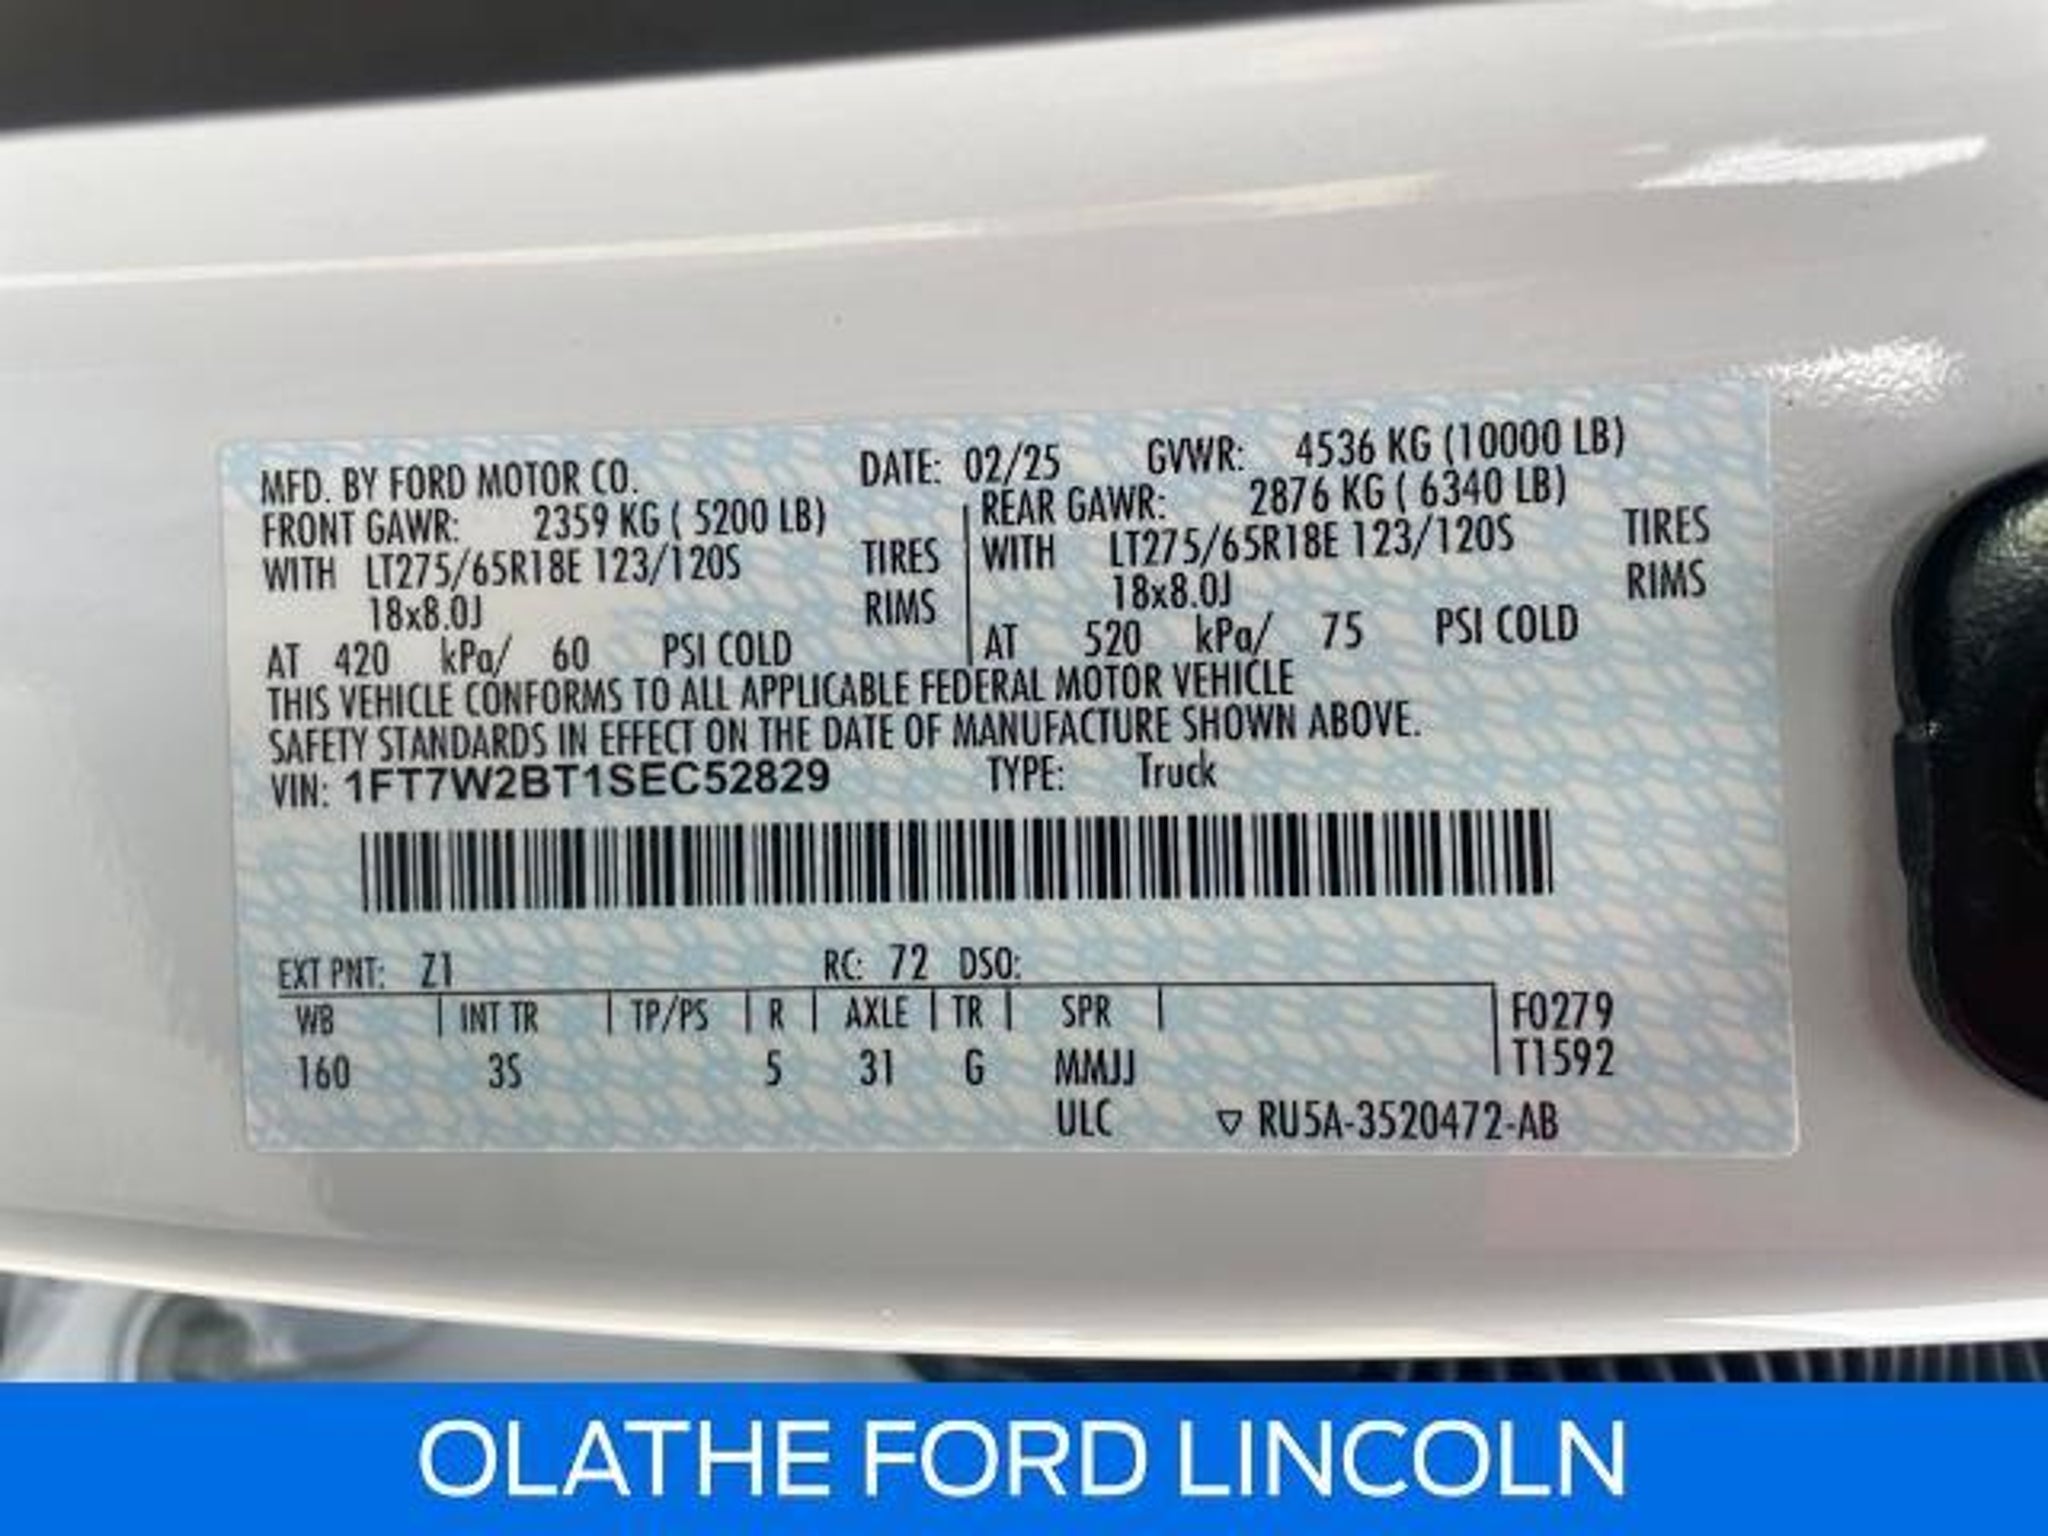 MFD. BY FORD MOTOR CO. DATE: 02/25 GVWR: 4536 KG (10000 LB)
FRONT GAWR: 2359 KG ( 5200 LB) REAR GAWR: 2876 KG ( 6340 LB)
WITH LT275/65R18E 123/120S TIRES WITH LT275/65R18E 123/120S TIRES
18x8.0J RIMS 18x8.0J RIMS
AT 420 kPa/ 60 PSI COLD AT 520 kPa/ 75 PSI COLD
THIS VEHICLE CONFORMS TO ALL APPLICABLE FEDERAL MOTOR VEHICLE
SAFETY STANDARDS IN EFFECT ON THE DATE OF MANUFACTURE SHOWN ABOVE.
VIN: 1FT7W2BT1SEC52829 TYPE: Truck
EXT PNT: Z1 RC: 72 DSO:
WB INT TR TP/PS R AXLE TR SPR F0279
160 3S 5 31 G MMJJ T1592
ULC ▽ RU5A-3520472-AB
OLATHE FORD LINCOLN